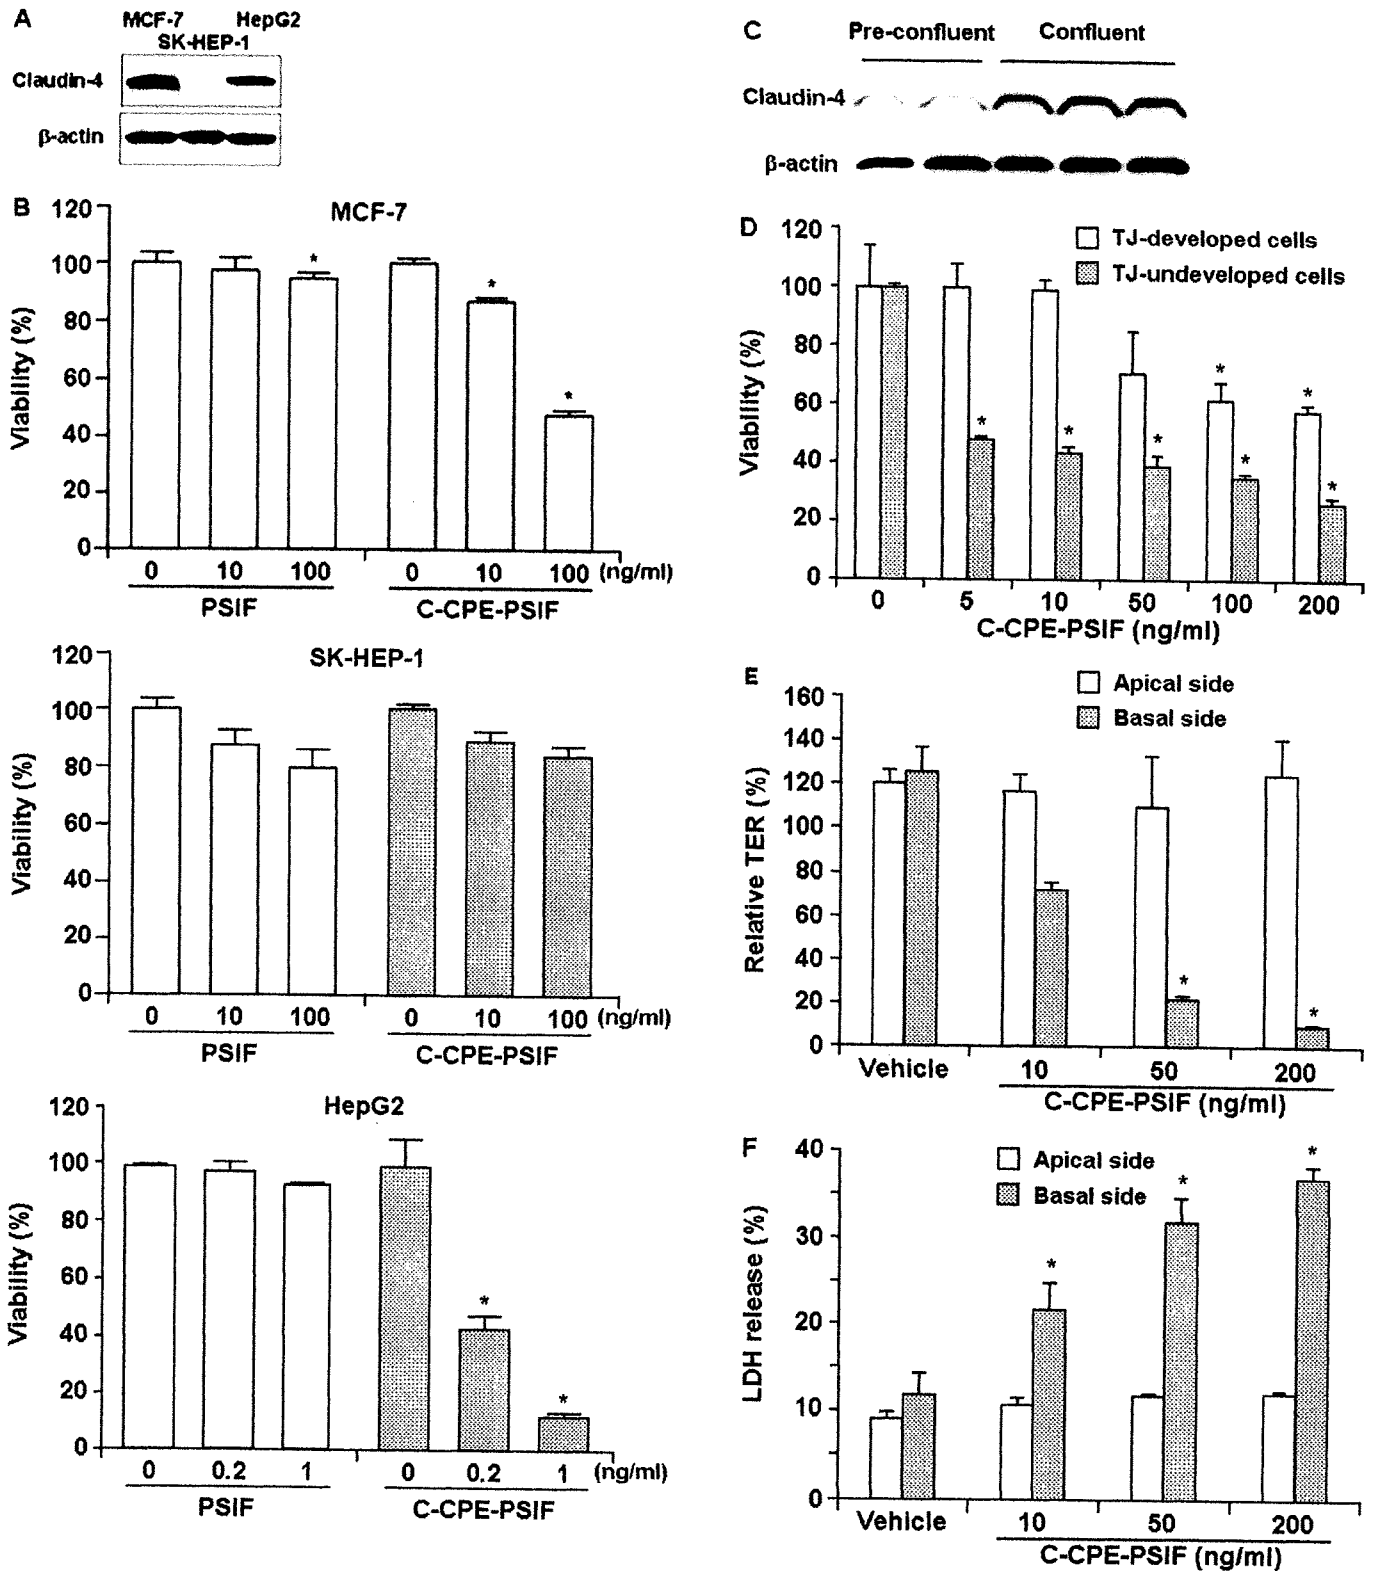 A
MCF-7 HepG2
SK-HEP-1
Claudin-4
β-actin
B
MCF-7
Viability (%)
120
100
80
60
40
20
0
0 10 100 0 10 100 (ng/ml)
PSIF C-CPE-PSIF
SK-HEP-1
Viability (%)
120
100
80
60
40
20
0
0 10 100 0 10 100 (ng/ml)
PSIF C-CPE-PSIF
HepG2
Viability (%)
120
100
80
60
40
20
0
0 0.2 1 0 0.2 1 (ng/ml)
PSIF C-CPE-PSIF
C
Pre-confluent Confluent
Claudin-4
β-actin
D
TJ-developed cells
TJ-undeveloped cells
Viability (%)
120
100
80
60
40
20
0
0 5 10 50 100 200
C-CPE-PSIF (ng/ml)
E
Apical side
Basal side
Relative TER (%)
160
140
120
100
80
60
40
20
0
Vehicle 10 50 200
C-CPE-PSIF (ng/ml)
F
Apical side
Basal side
LDH release (%)
40
30
20
10
0
Vehicle 10 50 200
C-CPE-PSIF (ng/ml)